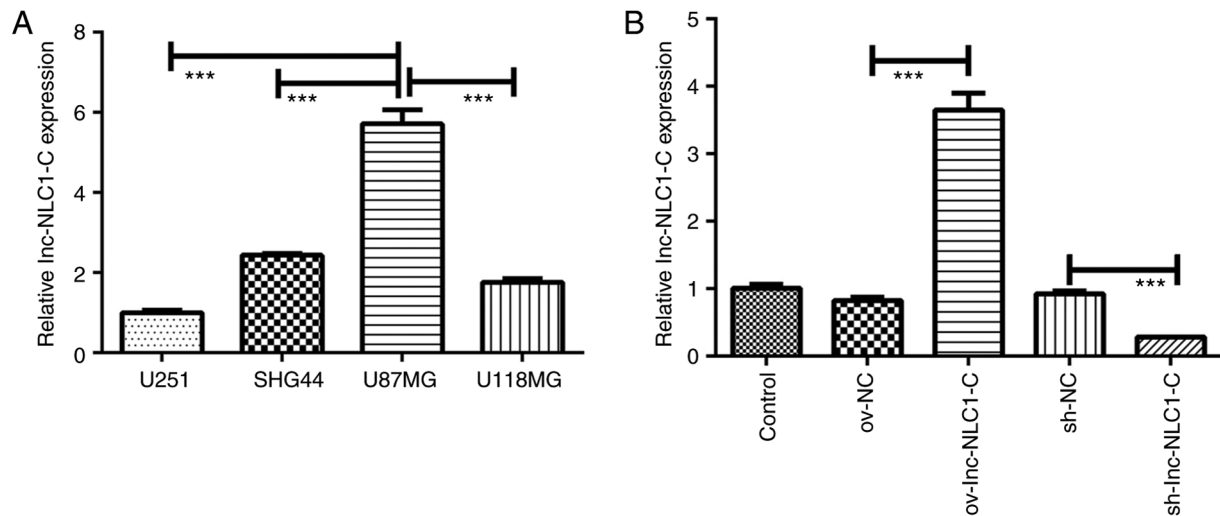 A
Relative lnc-NLC1-C expression
8
6
4
2
0
***
***
***
U251
SHG44
U87MG
U118MG
B
Relative lnc-NLC1-C expression
5
4
3
2
1
0
***
***
Control
ov-NC
ov-lnc-NLC1-C
sh-NC
sh-lnc-NLC1-C